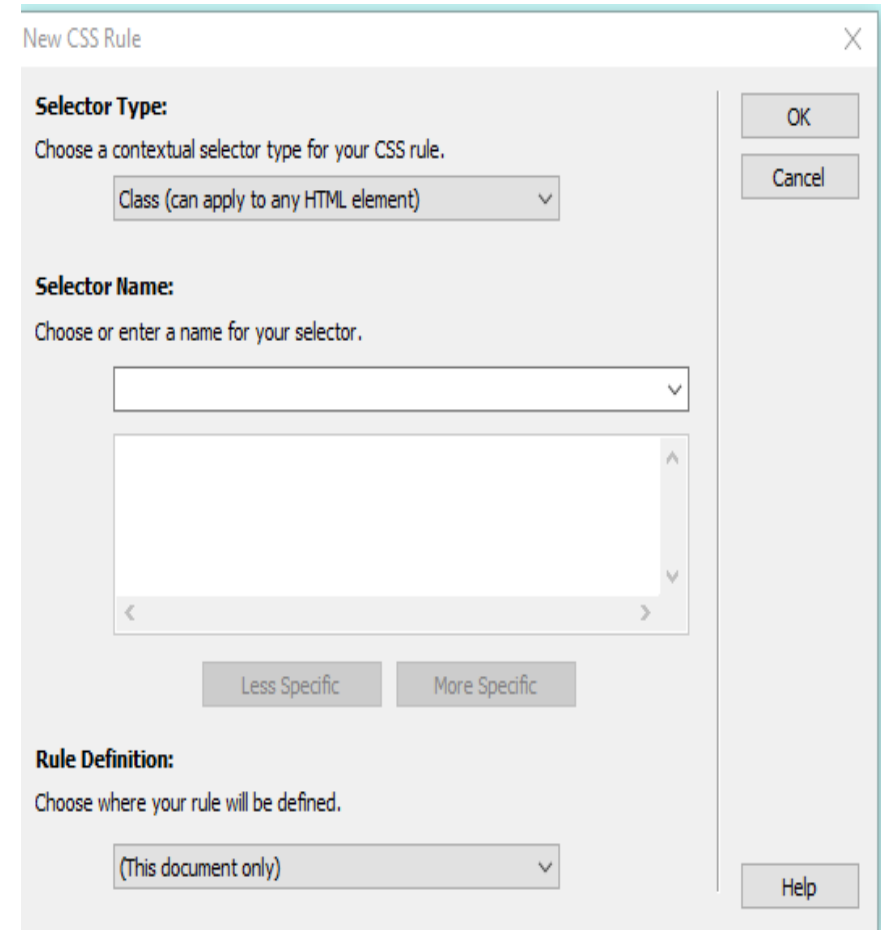 New CSS Rule
Selector Type:
OK
Choose a contextual selector type for your CSS rule.
Cancel
Class (can apply to any HTML element)
Selector Name:
Choose or enter a name for your selector.
Less Specific
More Specific
Rule Definition:
Choose where your rule will be defined.
(This document only)
Help